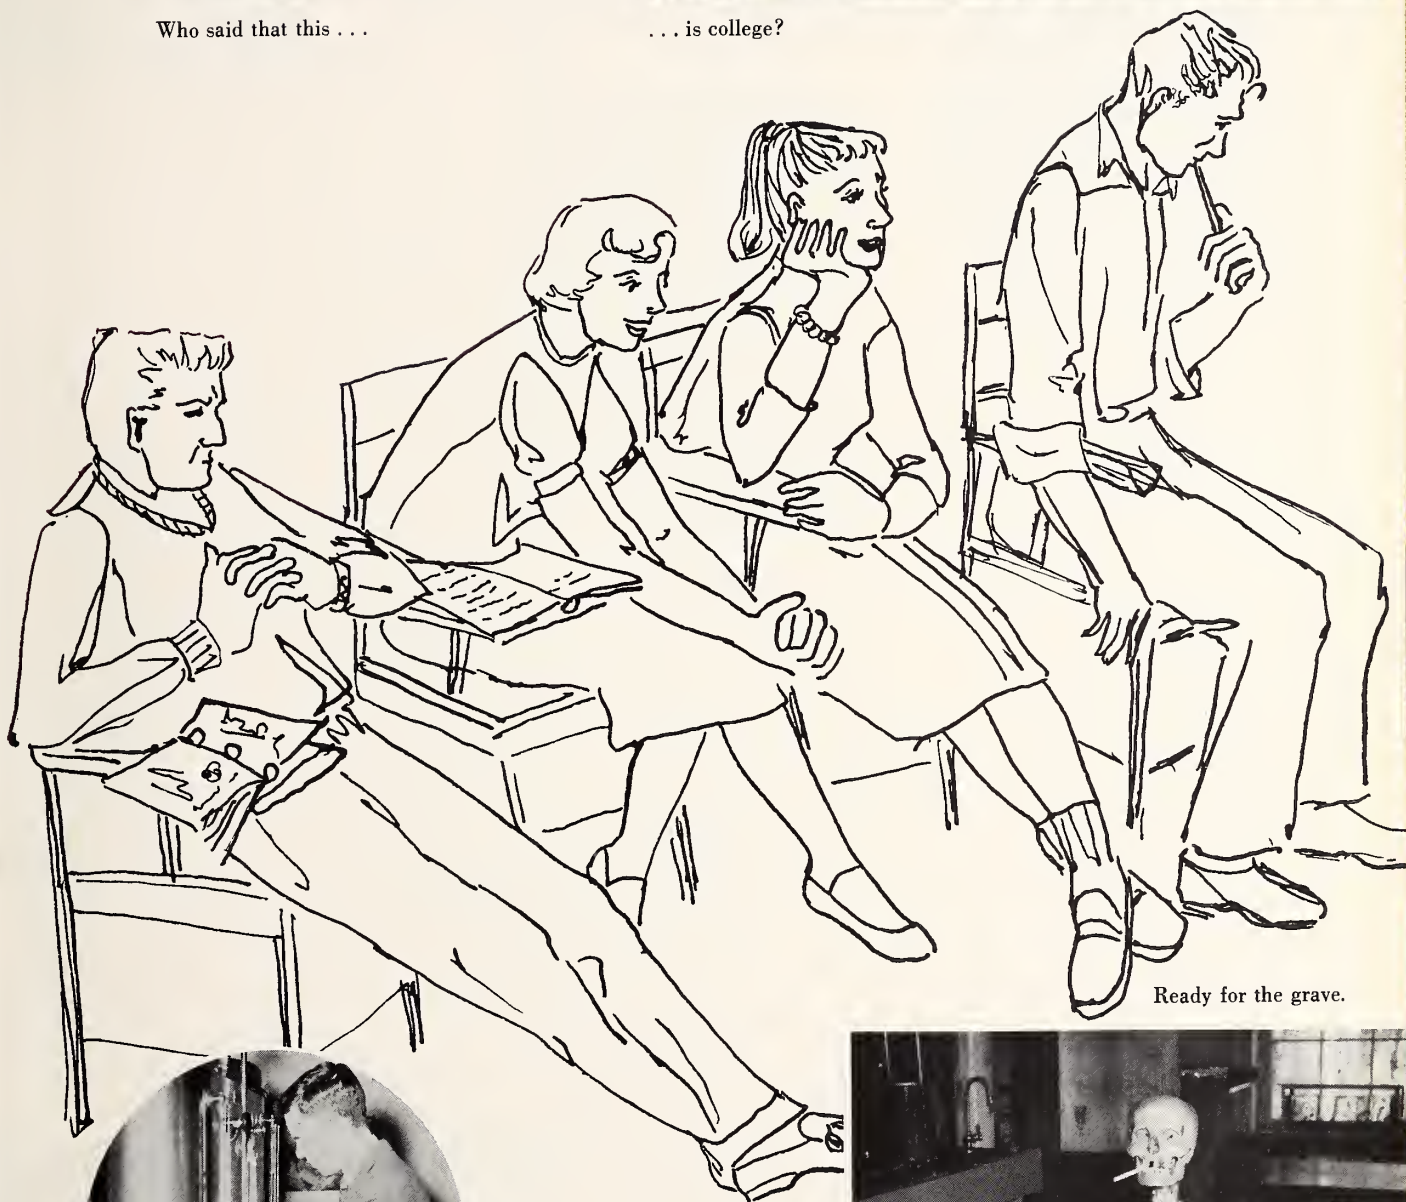 Who said that this . . .
. . . is college?
Ready for the grave.